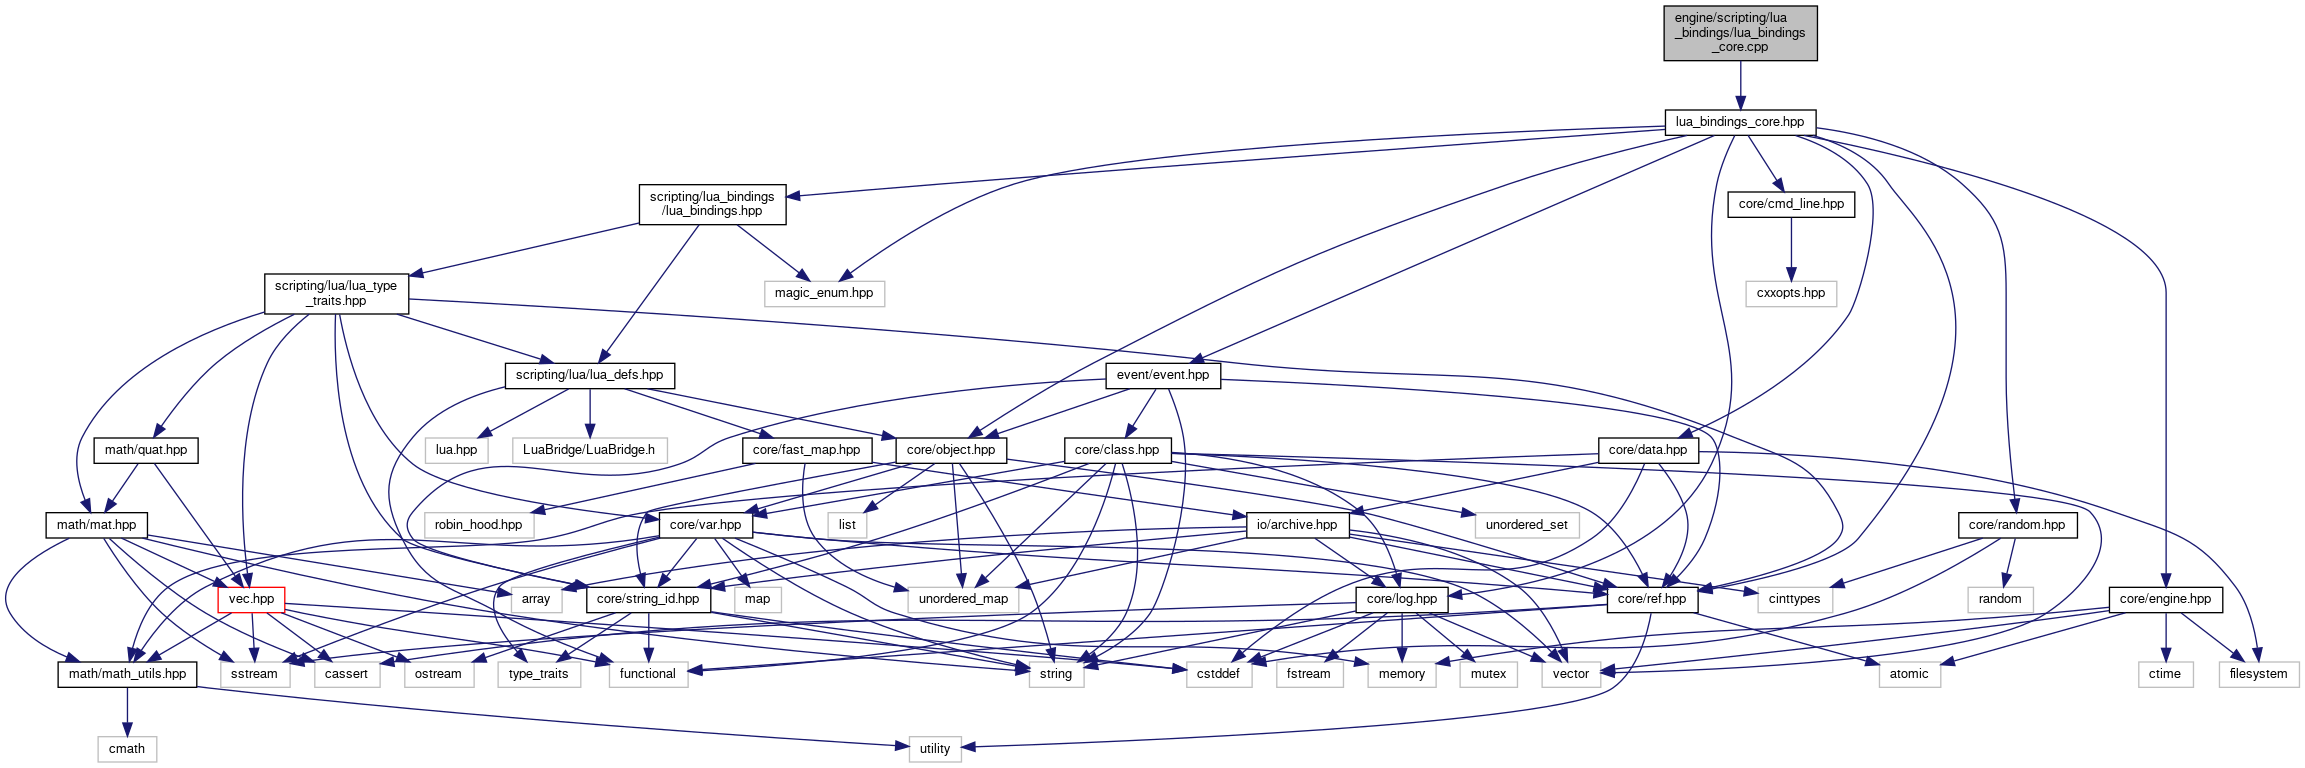 engine/scripting/lua
_bindings/lua_bindings
_core.cpp
lua_bindings_core.hpp
scripting/lua_bindings
/lua_bindings.hpp
core/cmd_line.hpp
scripting/lua/lua_type
_traits.hpp
magic_enum.hpp
cxxopts.hpp
scripting/lua/lua_defs.hpp
event/event.hpp
math/quat.hpp
lua.hpp
LuaBridge/LuaBridge.h
core/fast_map.hpp
core/object.hpp
core/class.hpp
core/data.hpp
math/mat.hpp
robin_hood.hpp
core/var.hpp
list
io/archive.hpp
unordered_set
core/random.hpp
vec.hpp
array
core/string_id.hpp
map
unordered_map
core/log.hpp
core/ref.hpp
cinttypes
random
core/engine.hpp
math/math_utils.hpp
sstream
cassert
ostream
type_traits
functional
string
cstddef
fstream
memory
mutex
vector
atomic
ctime
filesystem
cmath
utility